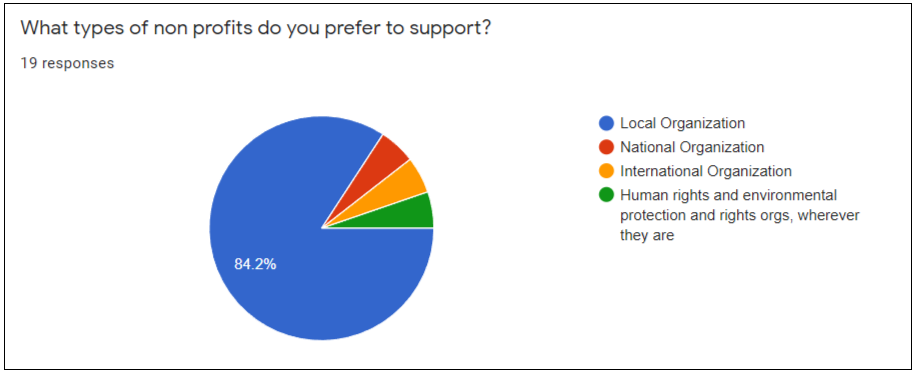 What types of non profits do you prefer to support?
19 responses
84.2%
Local Organization
National Organization
International Organization
Human rights and environmental
protection and rights orgs, wherever
they are